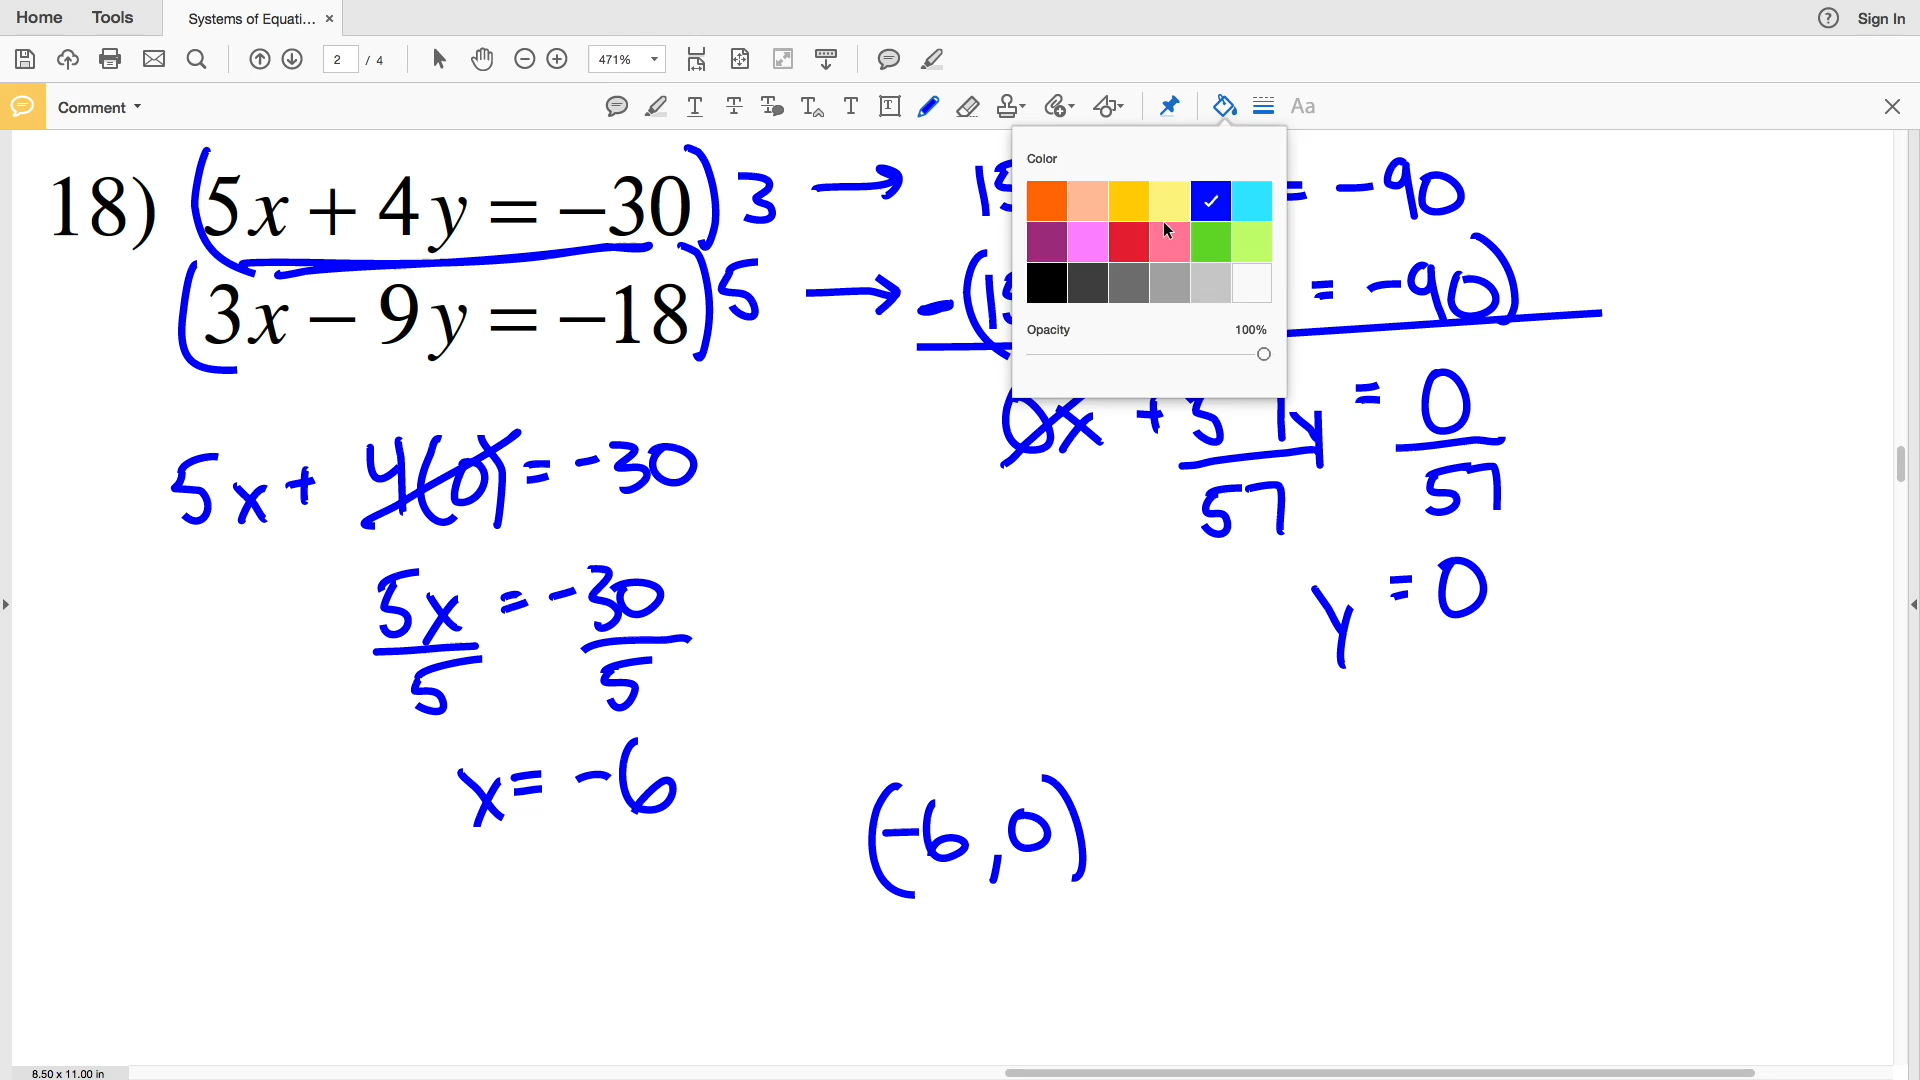 Home Tools Systems of Equati... × ? Sign In
2 / 4 471%
Comment T T T T T T Aa
18) (5x + 4y = −30) 3 → = -90
(3x − 9y = −18) 5 → -( = -90)
Color
Opacity 100%
0x + 57y = 0
57 57
5x + 4(0) = -30
y = 0
5x = -30
5 5
x = -6
(-6, 0)
8.50 x 11.00 in